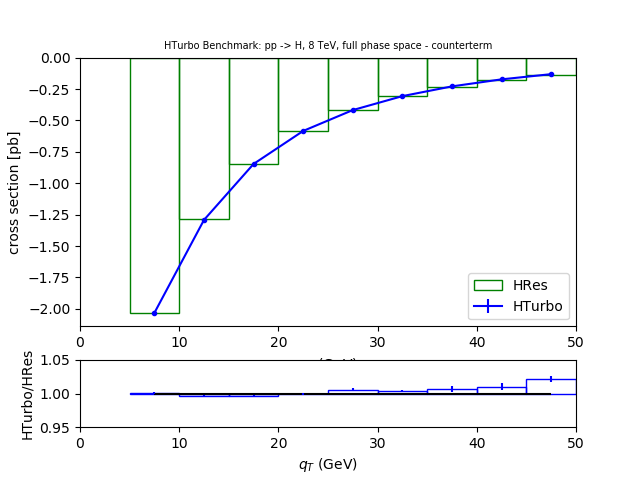 HTurbo Benchmark: pp -> H, 8 TeV, full phase space - counterterm
cross section [pb]
0.00
−0.25
−0.50
−0.75
−1.00
−1.25
−1.50
−1.75
−2.00
HRes
HTurbo
0 10 20 30 40 50
HTurbo/HRes
1.05
1.00
0.95
0 10 20 30 40 50
q_T (GeV)